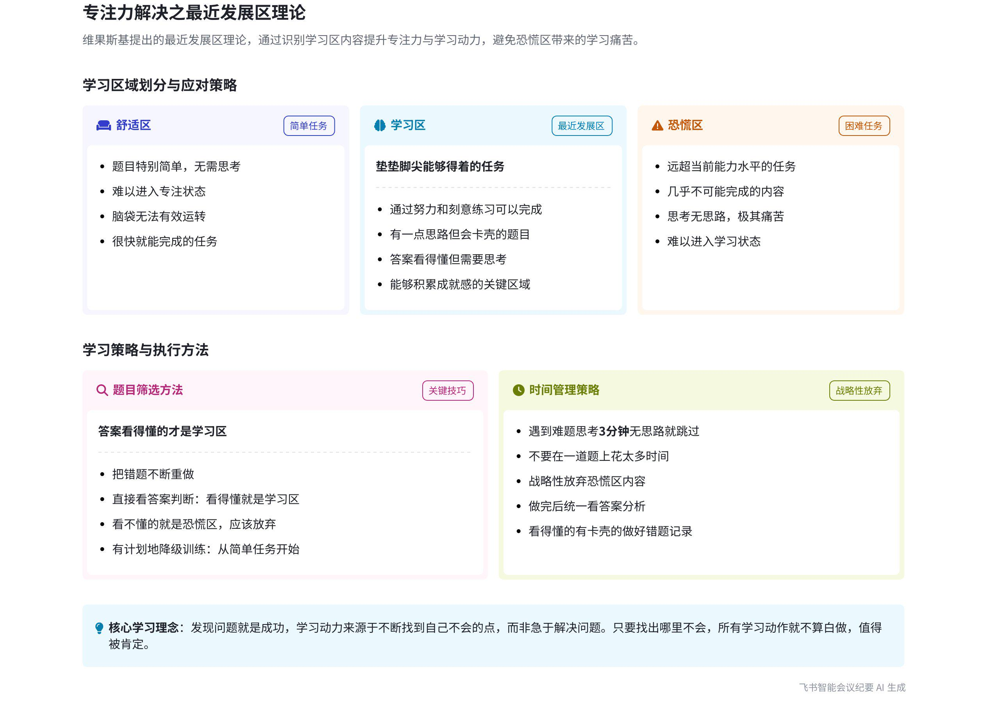 专注力解决之最近发展区理论
维果斯基提出的最近发展区理论，通过识别学习区内容提升专注力与学习动力，避免恐慌区带来的学习痛苦。
学习区域划分与应对策略
舒适区
简单任务
题目特别简单，无需思考
难以进入专注状态
脑袋无法有效运转
很快就能完成的任务
学习区
最近发展区
垫垫脚尖能够得着的任务
通过努力和刻意练习可以完成
有一点思路但会卡壳的题目
答案看得懂但需要思考
能够积累成就感的关键区域
恐慌区
困难任务
远超当前能力水平的任务
几乎不可能完成的内容
思考无思路，极其痛苦
难以进入学习状态
学习策略与执行方法
题目筛选方法
关键技巧
答案看得懂的才是学习区
把错题不断重做
直接看答案判断：看得懂就是学习区
看不懂的就是恐慌区，应该放弃
有计划地降级训练：从简单任务开始
时间管理策略
战略性放弃
遇到难题思考3分钟无思路就跳过
不要在一道题上花太多时间
战略性放弃恐慌区内容
做完后统一看答案分析
看得懂的有卡壳的做好错题记录
核心学习理念：发现问题就是成功，学习动力来源于不断找到自己不会的点，而非急于解决问题。只要找出哪里不会，所有学习动作就不算白做，值得
被肯定。
飞书智能会议纪要 AI 生成